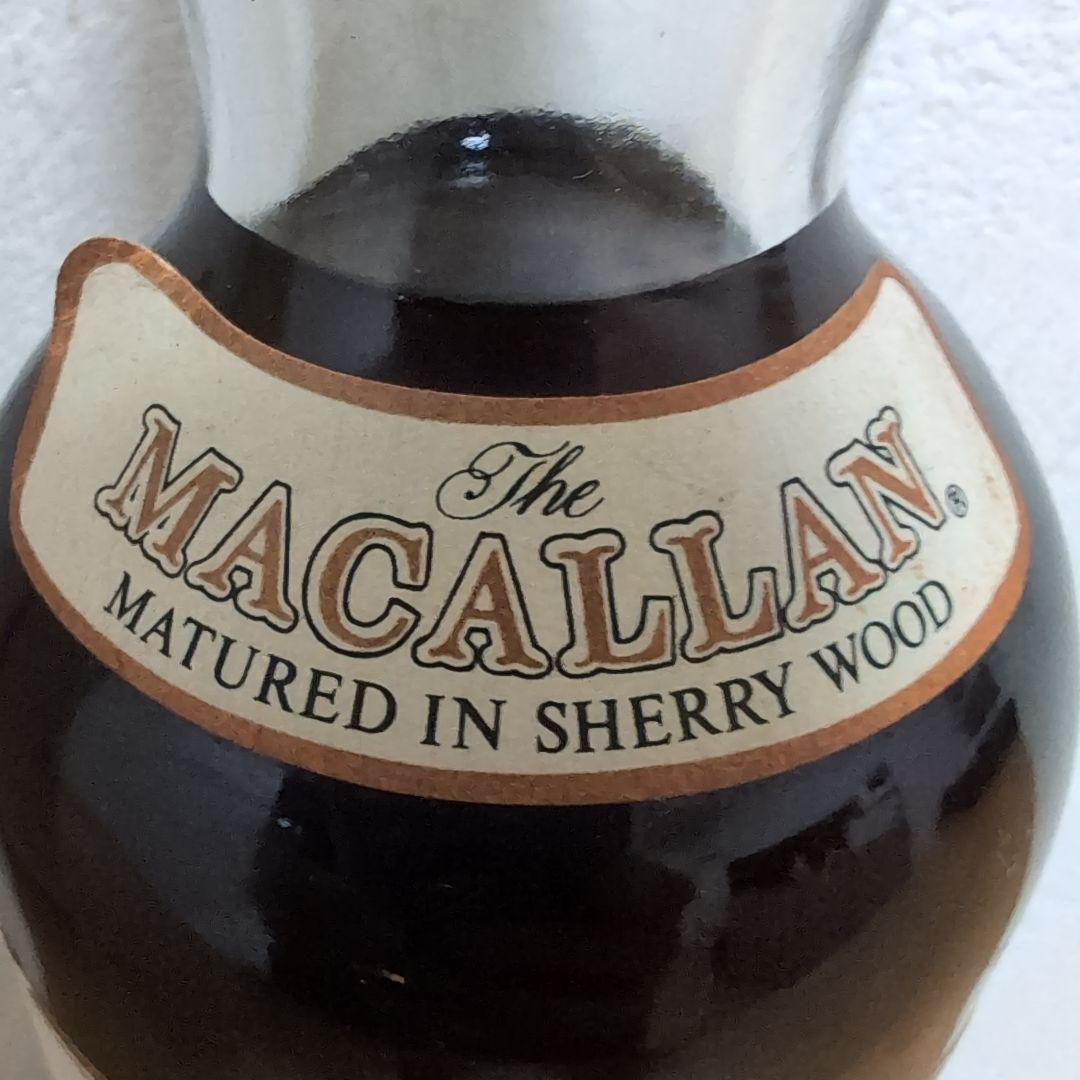 The
MACALLAN®
MATURED IN SHERRY WOOD